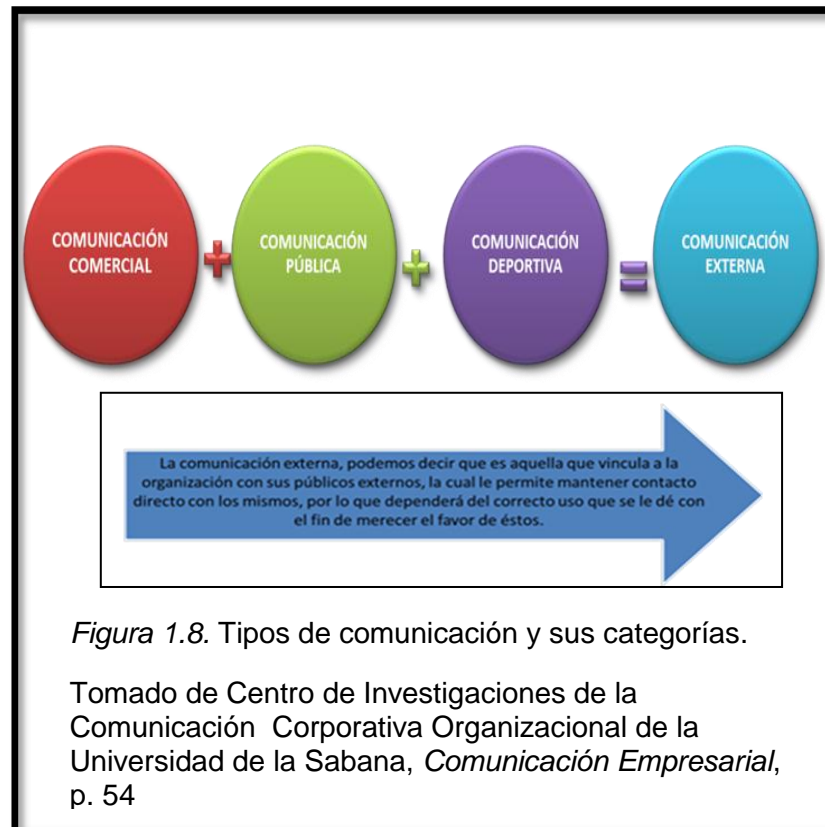 COMUNICACIÓN
COMERCIAL
+
COMUNICACIÓN
PÚBLICA
+
COMUNICACIÓN
DEPORTIVA
=
COMUNICACIÓN
EXTERNA
La comunicación externa, podemos decir que es aquella que vincula a la
organización con sus públicos externos, la cual le permite mantener contacto
directo con los mismos, por lo que dependerá del correcto uso que se le dé con
el fin de merecer el favor de éstos.
Figura 1.8. Tipos de comunicación y sus categorías.
Tomado de Centro de Investigaciones de la
Comunicación Corporativa Organizacional de la
Universidad de la Sabana, Comunicación Empresarial,
p. 54